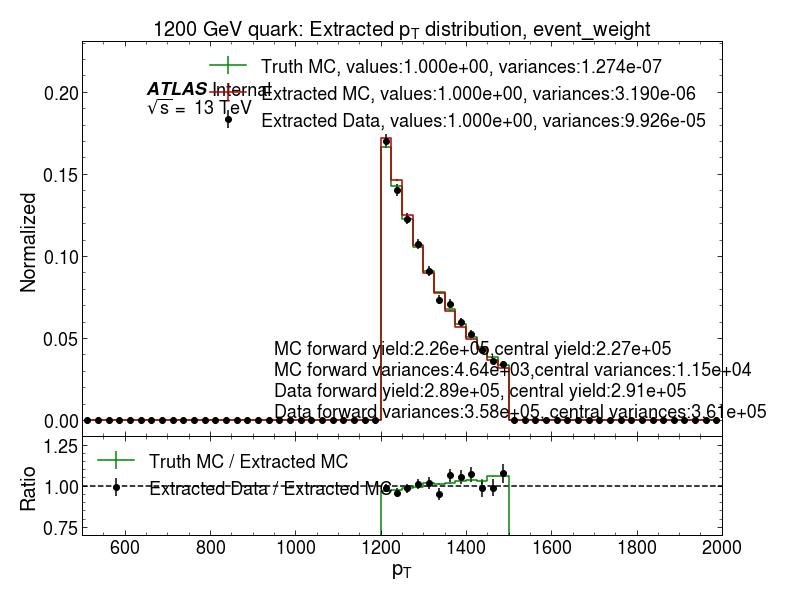 1200 GeV quark: Extracted pT distribution, event_weight
Truth MC, values:1.000e+00, variances:1.274e-07
ATLAS Internal
Extracted MC, values:1.000e+00, variances:3.190e-06
√s = 13 TeV
Extracted Data, values:1.000e+00, variances:9.926e-05
Normalized
0.20
0.15
0.10
0.05
0.00
MC forward yield:2.26e+05,central yield:2.27e+05
MC forward variances:4.64e+03,central variances:1.15e+04
Data forward yield:2.89e+05, central yield:2.91e+05
Data forward variances:3.58e+05, central variances:3.61e+05
Ratio
1.25
1.00
0.75
Truth MC / Extracted MC
Extracted Data / Extracted MC
600 800 1000 1200 1400 1600 1800 2000
pT